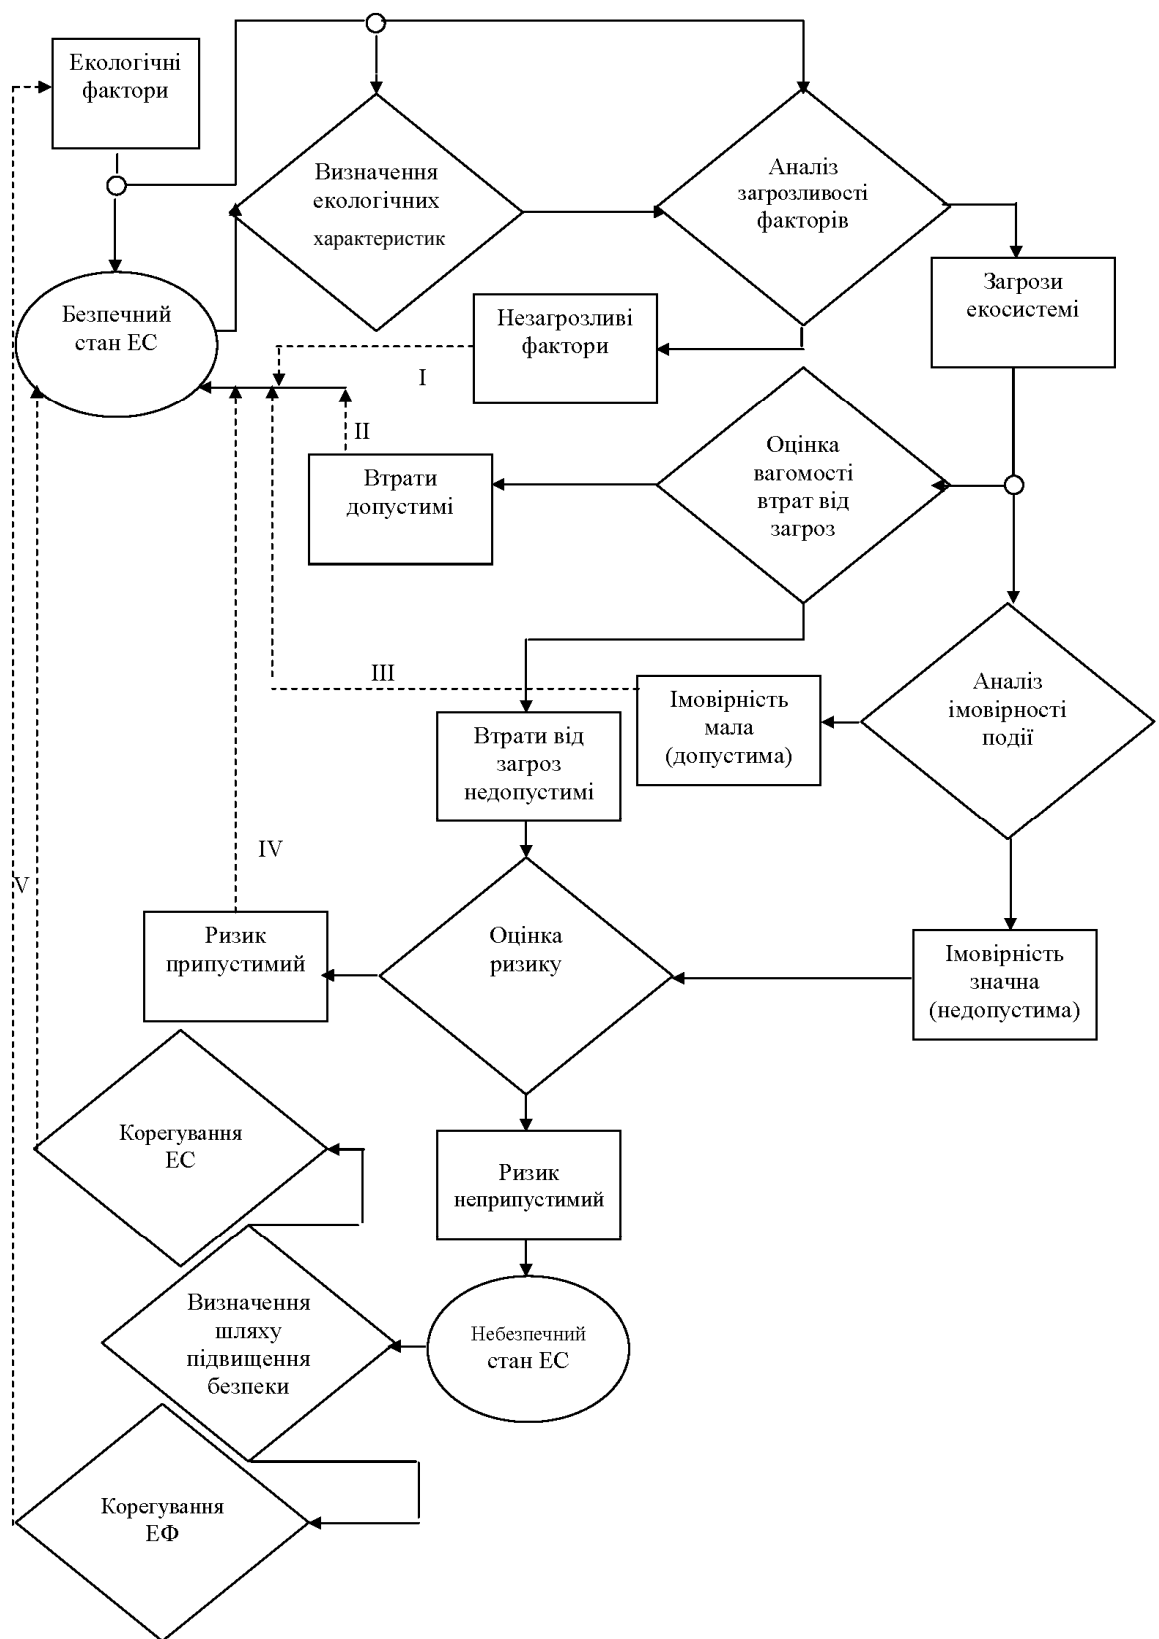 Екологічні
фактори
Визначення
екологічних
характеристик
Аналіз
загрозливості
факторів
Безпечний
стан ЕС
Незагрозливі
фактори
Загрози
екосистемі
I
II
Втрати
допустимі
Оцінка
вагомості
втрат від
загроз
III
Імовірність
мала
(допустима)
Аналіз
імовірності
події
Втрати від
загроз
недопустимі
IV
V
Ризик
припустимий
Оцінка
ризику
Імовірність
значна
(недопустима)
Корегування
ЕС
Ризик
неприпустимий
Визначення
шляху
підвищення
безпеки
Небезпечний
стан ЕС
Корегування
ЕФ